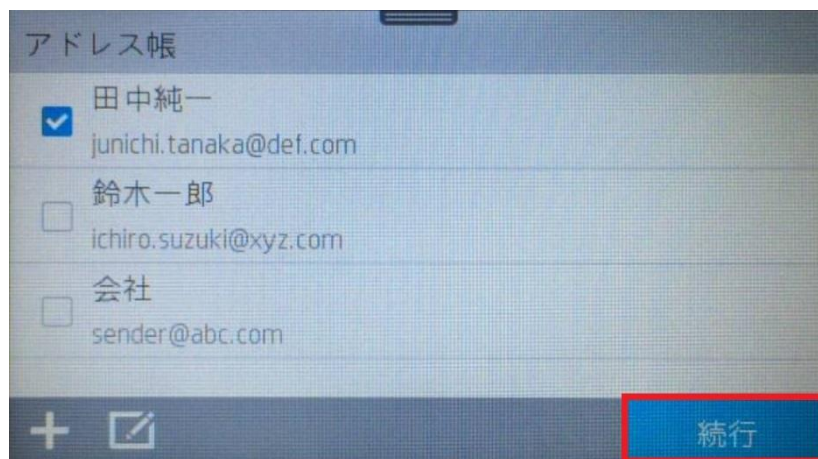 アドレス帳
田中純一
junichi.tanaka@def.com
鈴木一郎
ichiro.suzuki@xyz.com
会社
sender@abc.com
続行